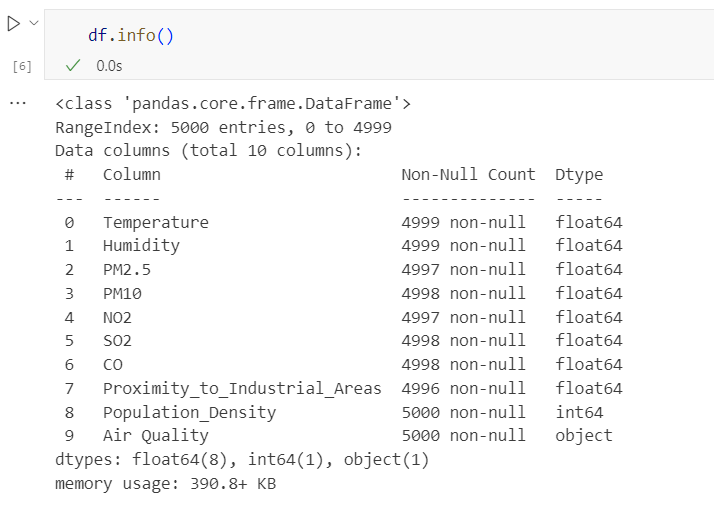 df.info()
[6]
0.0s
...
<class 'pandas.core.frame.DataFrame'>
RangeIndex: 5000 entries, 0 to 4999
Data columns (total 10 columns):
 #   Column                         Non-Null Count  Dtype
---  ------                         --------------  -----
 0   Temperature                    4999 non-null   float64
 1   Humidity                       4999 non-null   float64
 2   PM2.5                          4997 non-null   float64
 3   PM10                           4998 non-null   float64
 4   NO2                            4997 non-null   float64
 5   SO2                            4998 non-null   float64
 6   CO                             4998 non-null   float64
 7   Proximity_to_Industrial_Areas  4996 non-null   float64
 8   Population_Density             5000 non-null   int64
 9   Air Quality                    5000 non-null   object
dtypes: float64(8), int64(1), object(1)
memory usage: 390.8+ KB